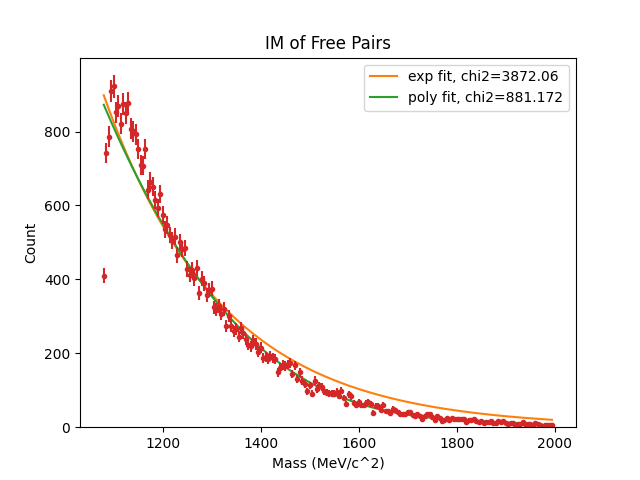 IM of Free Pairs
exp fit, chi2=3872.06
poly fit, chi2=881.172
Count
800
600
400
200
0
1200 1400 1600 1800 2000
Mass (MeV/c^2)